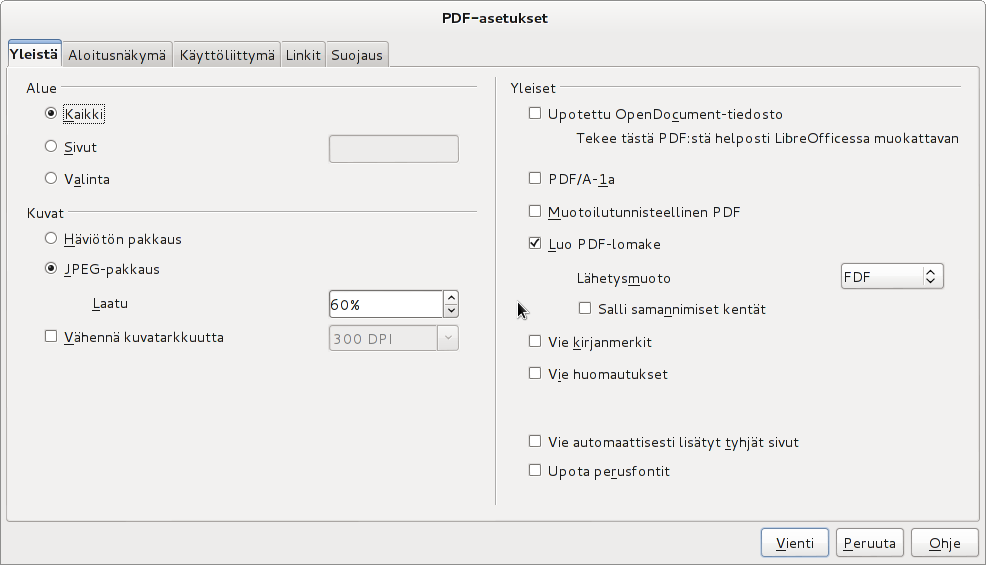 PDF-asetukset
Yleistä
Aloitusnäkymä
Käyttöliittymä
Linkit
Suojaus
Alue
Kaikki
Sivut
Valinta
Kuvat
Häviötön pakkaus
JPEG-pakkaus
Laatu
60%
Vähennä kuvatarkkuutta
300 DPI
Yleiset
Upotettu OpenDocument-tiedosto
Tekee tästä PDF:stä helposti LibreOfficessa muokattavan
PDF/A-1a
Muotoilutunnisteellinen PDF
Luo PDF-lomake
Lähetysmuoto
FDF
Salli samannimiset kentät
Vie kirjanmerkit
Vie huomautukset
Vie automaattisesti lisätyt tyhjät sivut
Upota perusfontit
Vienti
Peruuta
Ohje